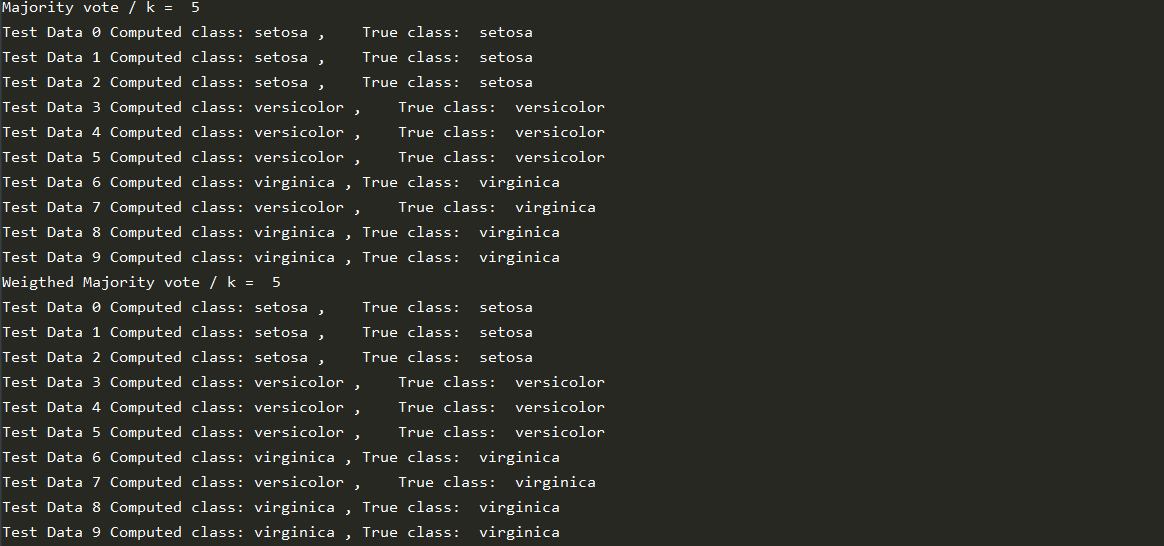 Majority vote / k =  5
Test Data 0 Computed class: setosa ,    True class:  setosa
Test Data 1 Computed class: setosa ,    True class:  setosa
Test Data 2 Computed class: setosa ,    True class:  setosa
Test Data 3 Computed class: versicolor ,    True class:  versicolor
Test Data 4 Computed class: versicolor ,    True class:  versicolor
Test Data 5 Computed class: versicolor ,    True class:  versicolor
Test Data 6 Computed class: virginica , True class:  virginica
Test Data 7 Computed class: versicolor ,    True class:  virginica
Test Data 8 Computed class: virginica , True class:  virginica
Test Data 9 Computed class: virginica , True class:  virginica
Weigthed Majority vote / k =  5
Test Data 0 Computed class: setosa ,    True class:  setosa
Test Data 1 Computed class: setosa ,    True class:  setosa
Test Data 2 Computed class: setosa ,    True class:  setosa
Test Data 3 Computed class: versicolor ,    True class:  versicolor
Test Data 4 Computed class: versicolor ,    True class:  versicolor
Test Data 5 Computed class: versicolor ,    True class:  versicolor
Test Data 6 Computed class: virginica , True class:  virginica
Test Data 7 Computed class: versicolor ,    True class:  virginica
Test Data 8 Computed class: virginica , True class:  virginica
Test Data 9 Computed class: virginica , True class:  virginica